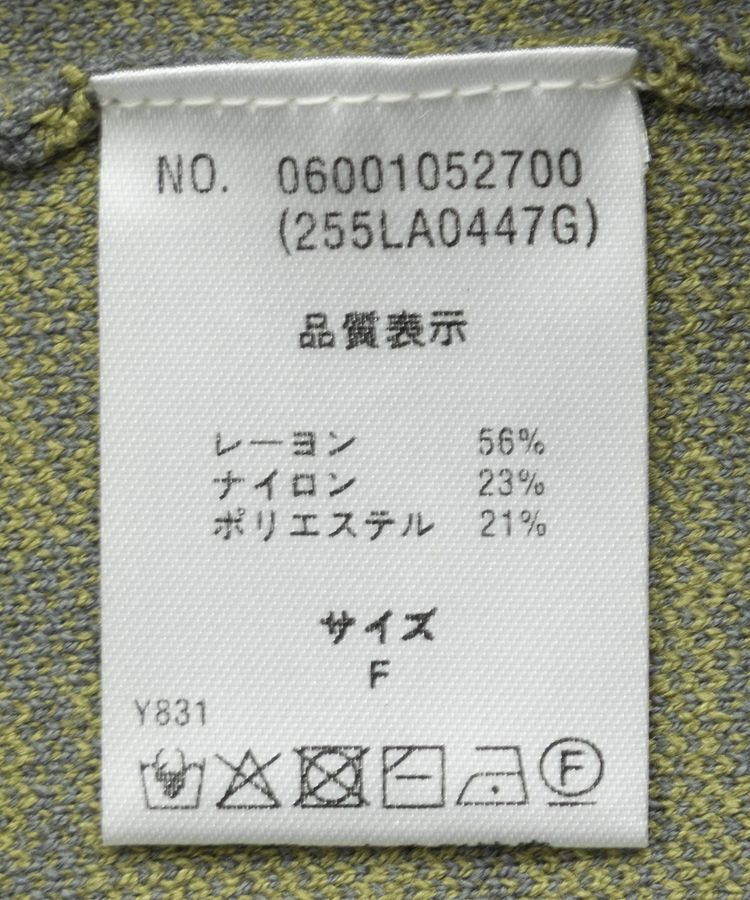 NO. 06001052700
(255LA0447G)
品質表示
レーヨン 56%
ナイロン 23%
ポリエステル 21%
サイズ
F
Y831
F